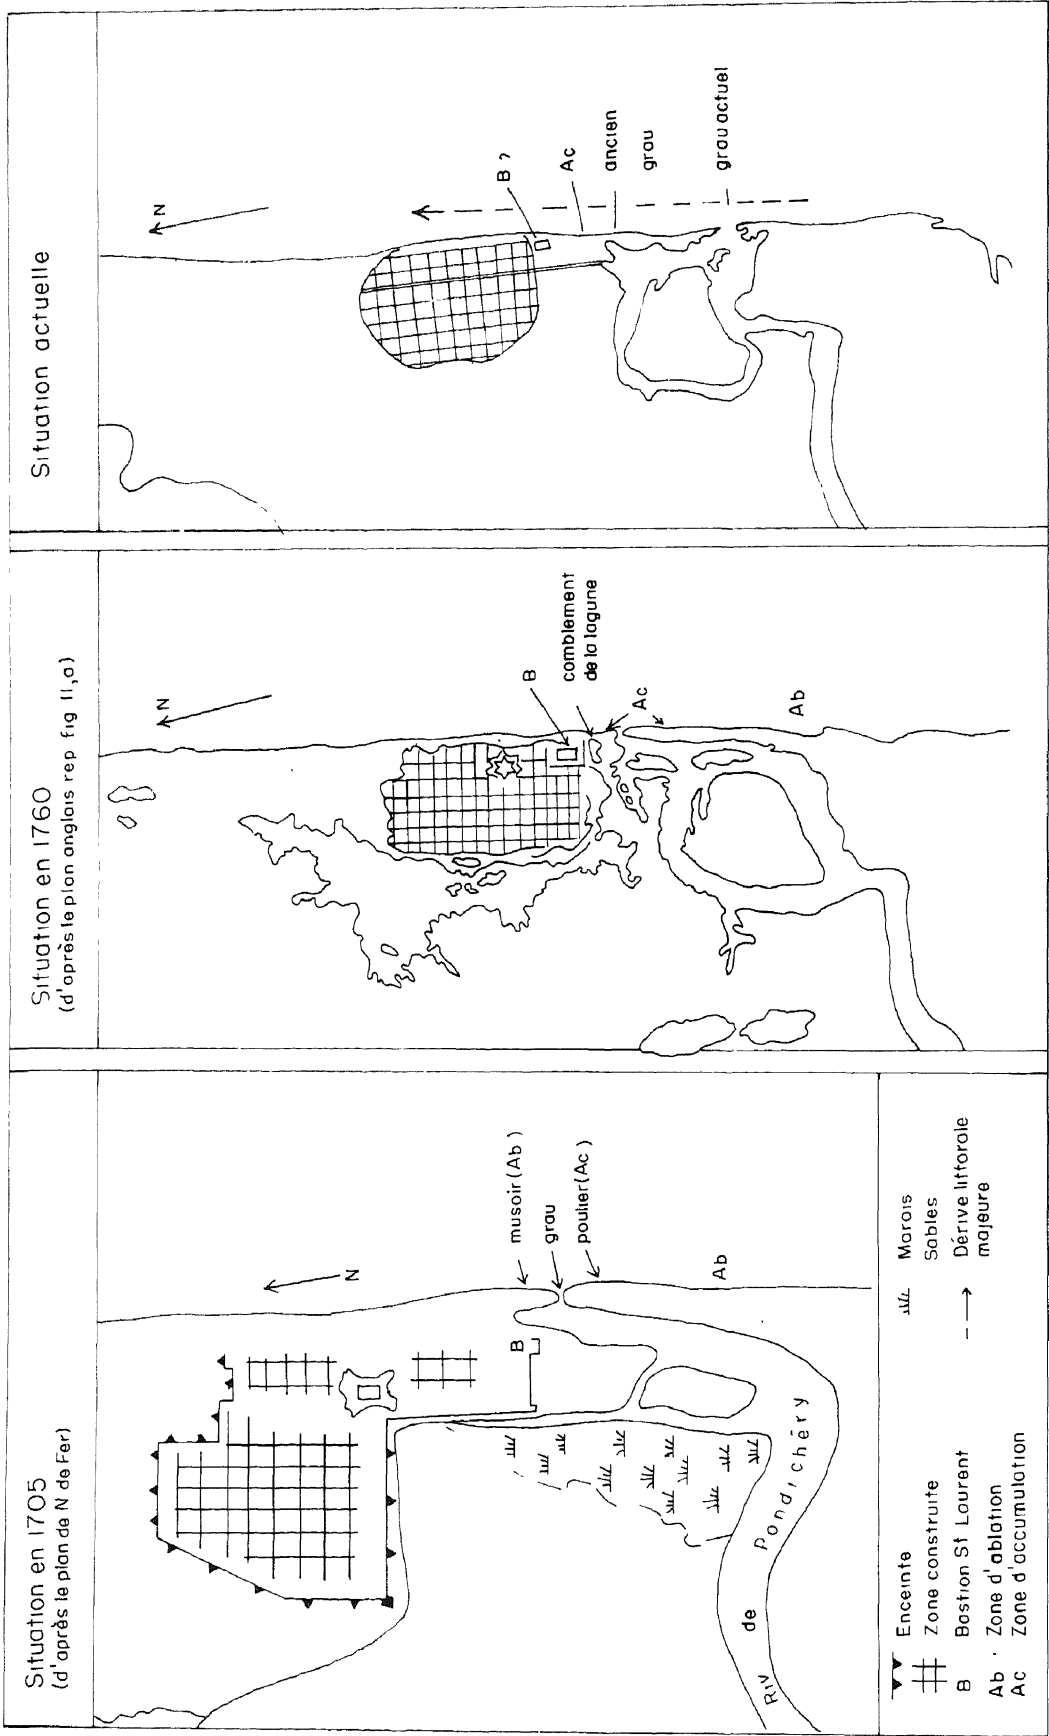 Situation en 1705
(d'après le plan de N de Fer)
N
musoir (Ab)
grau
poulier (Ac)
Ab
B
Riv de Pondichéry
Enceinte
Zone construite
B Bastion St Laurent
Ab · Zone d'ablation
Ac Zone d'accumulation
Marais
Sables
Dérive littorale
majeure
Situation en 1760
(d'après le plan anglais rep fig 11,a)
N
B
comblement
de la lagune
Ac
Ab
Situation actuelle
N
B ?
Ac
ancien
grau
grau actuel